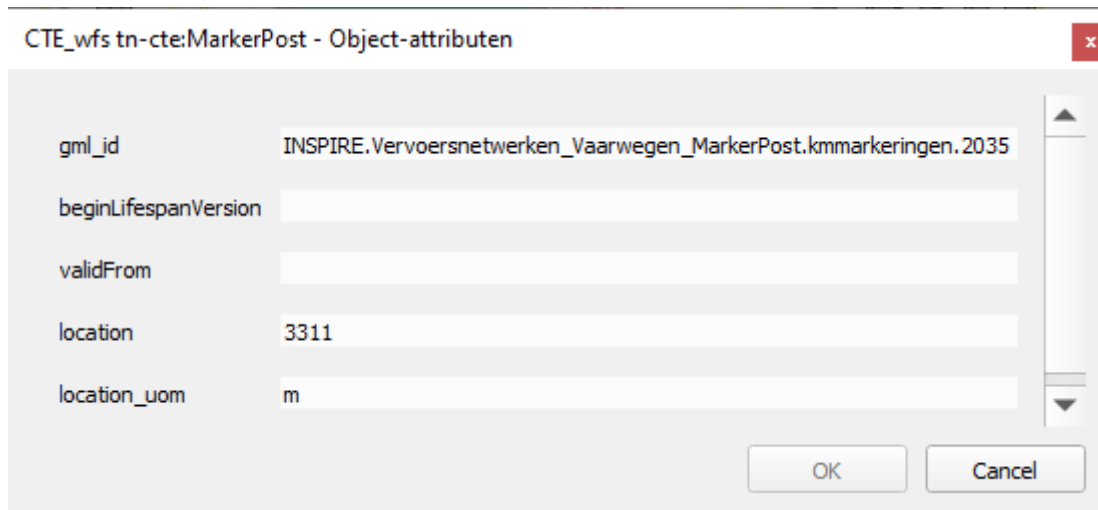 CTE_wfs tn-cte:MarkerPost - Object-attributen
x
gml_id INSPIRE.Vervoersnetwerken_Vaarwegen_MarkerPost.kmmarkeringen.2035
beginLifespanVersion
validFrom
location 3311
location_uom m
OK Cancel